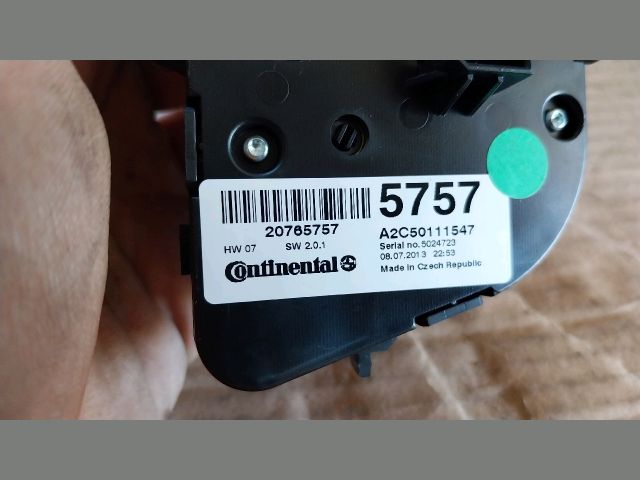 5757
20765757
A2C50111547
HW 07 SW 2.0.1
Serial no. 5024723
08.07.2013 22:53
Continental
Made in Czech Republic